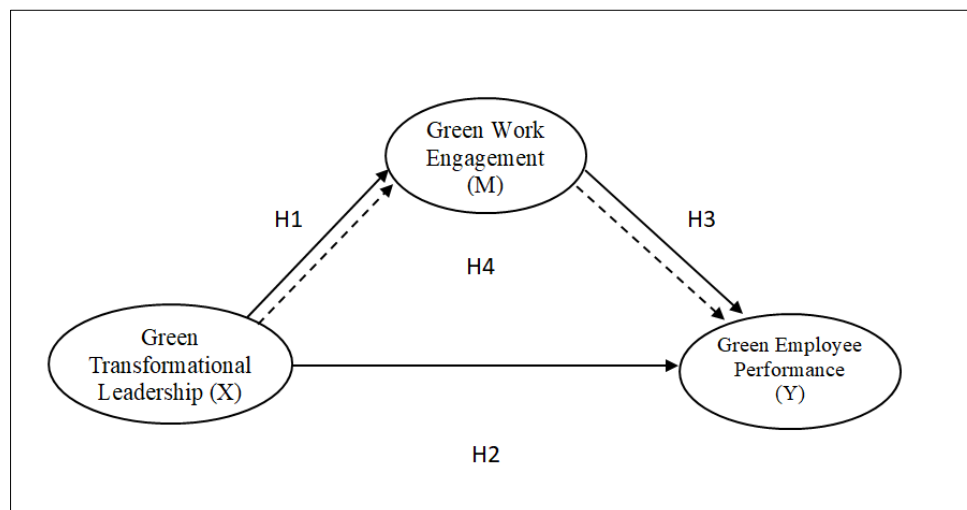 Green Work
Engagement
(M)
H1
H3
H4
Green
Transformational
Leadership (X)
Green Employee
Performance
(Y)
H2